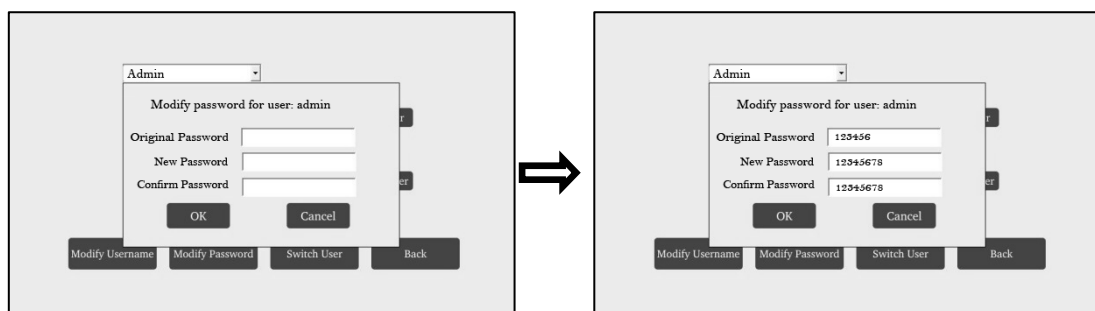 Admin
Modify password for user: admin
r
Original Password
New Password
Confirm Password
er
OK Cancel
Modify Username Modify Password Switch User Back
Admin
Modify password for user: admin
r
Original Password 123456
New Password 12345678
Confirm Password 12345678
er
OK Cancel
Modify Username Modify Password Switch User Back